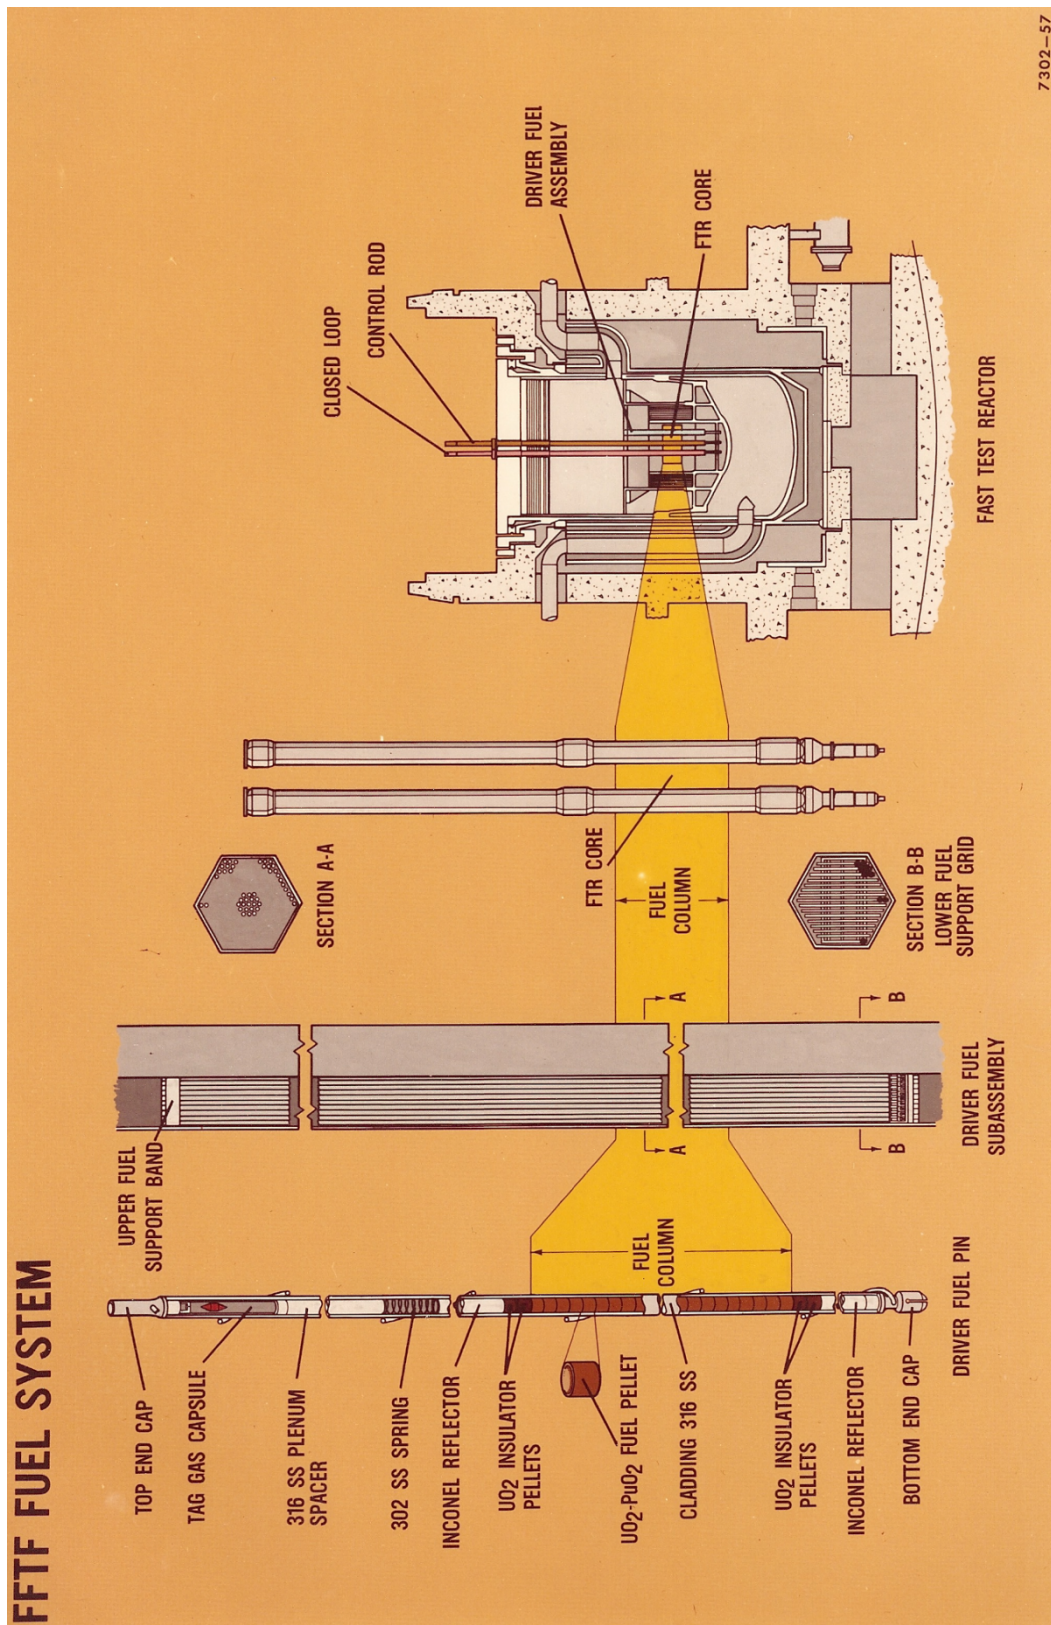 FFTF FUEL SYSTEM
TOP END CAP
TAG GAS CAPSULE
316 SS PLENUM
SPACER
302 SS SPRING
INCONEL REFLECTOR
UO2 INSULATOR
PELLETS
UO2-PuO2 FUEL PELLET
CLADDING 316 SS
UO2 INSULATOR
PELLETS
INCONEL REFLECTOR
BOTTOM END CAP
FUEL
COLUMN
DRIVER FUEL PIN
UPPER FUEL
SUPPORT BAND
A
A
B
B
DRIVER FUEL
SUBASSEMBLY
SECTION A-A
FTR CORE
FUEL
COLUMN
SECTION B-B
LOWER FUEL
SUPPORT GRID
CLOSED LOOP
CONTROL ROD
DRIVER FUEL
ASSEMBLY
FTR CORE
FAST TEST REACTOR
7302-57